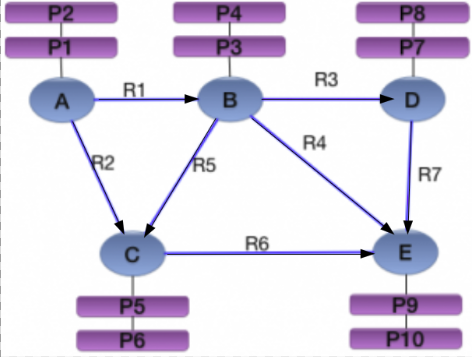 P2 P4 P8
P1 P3 P7
A R1 B R3 D
R2 R5 R4 R7
C R6 E
P5 P9
P6 P10